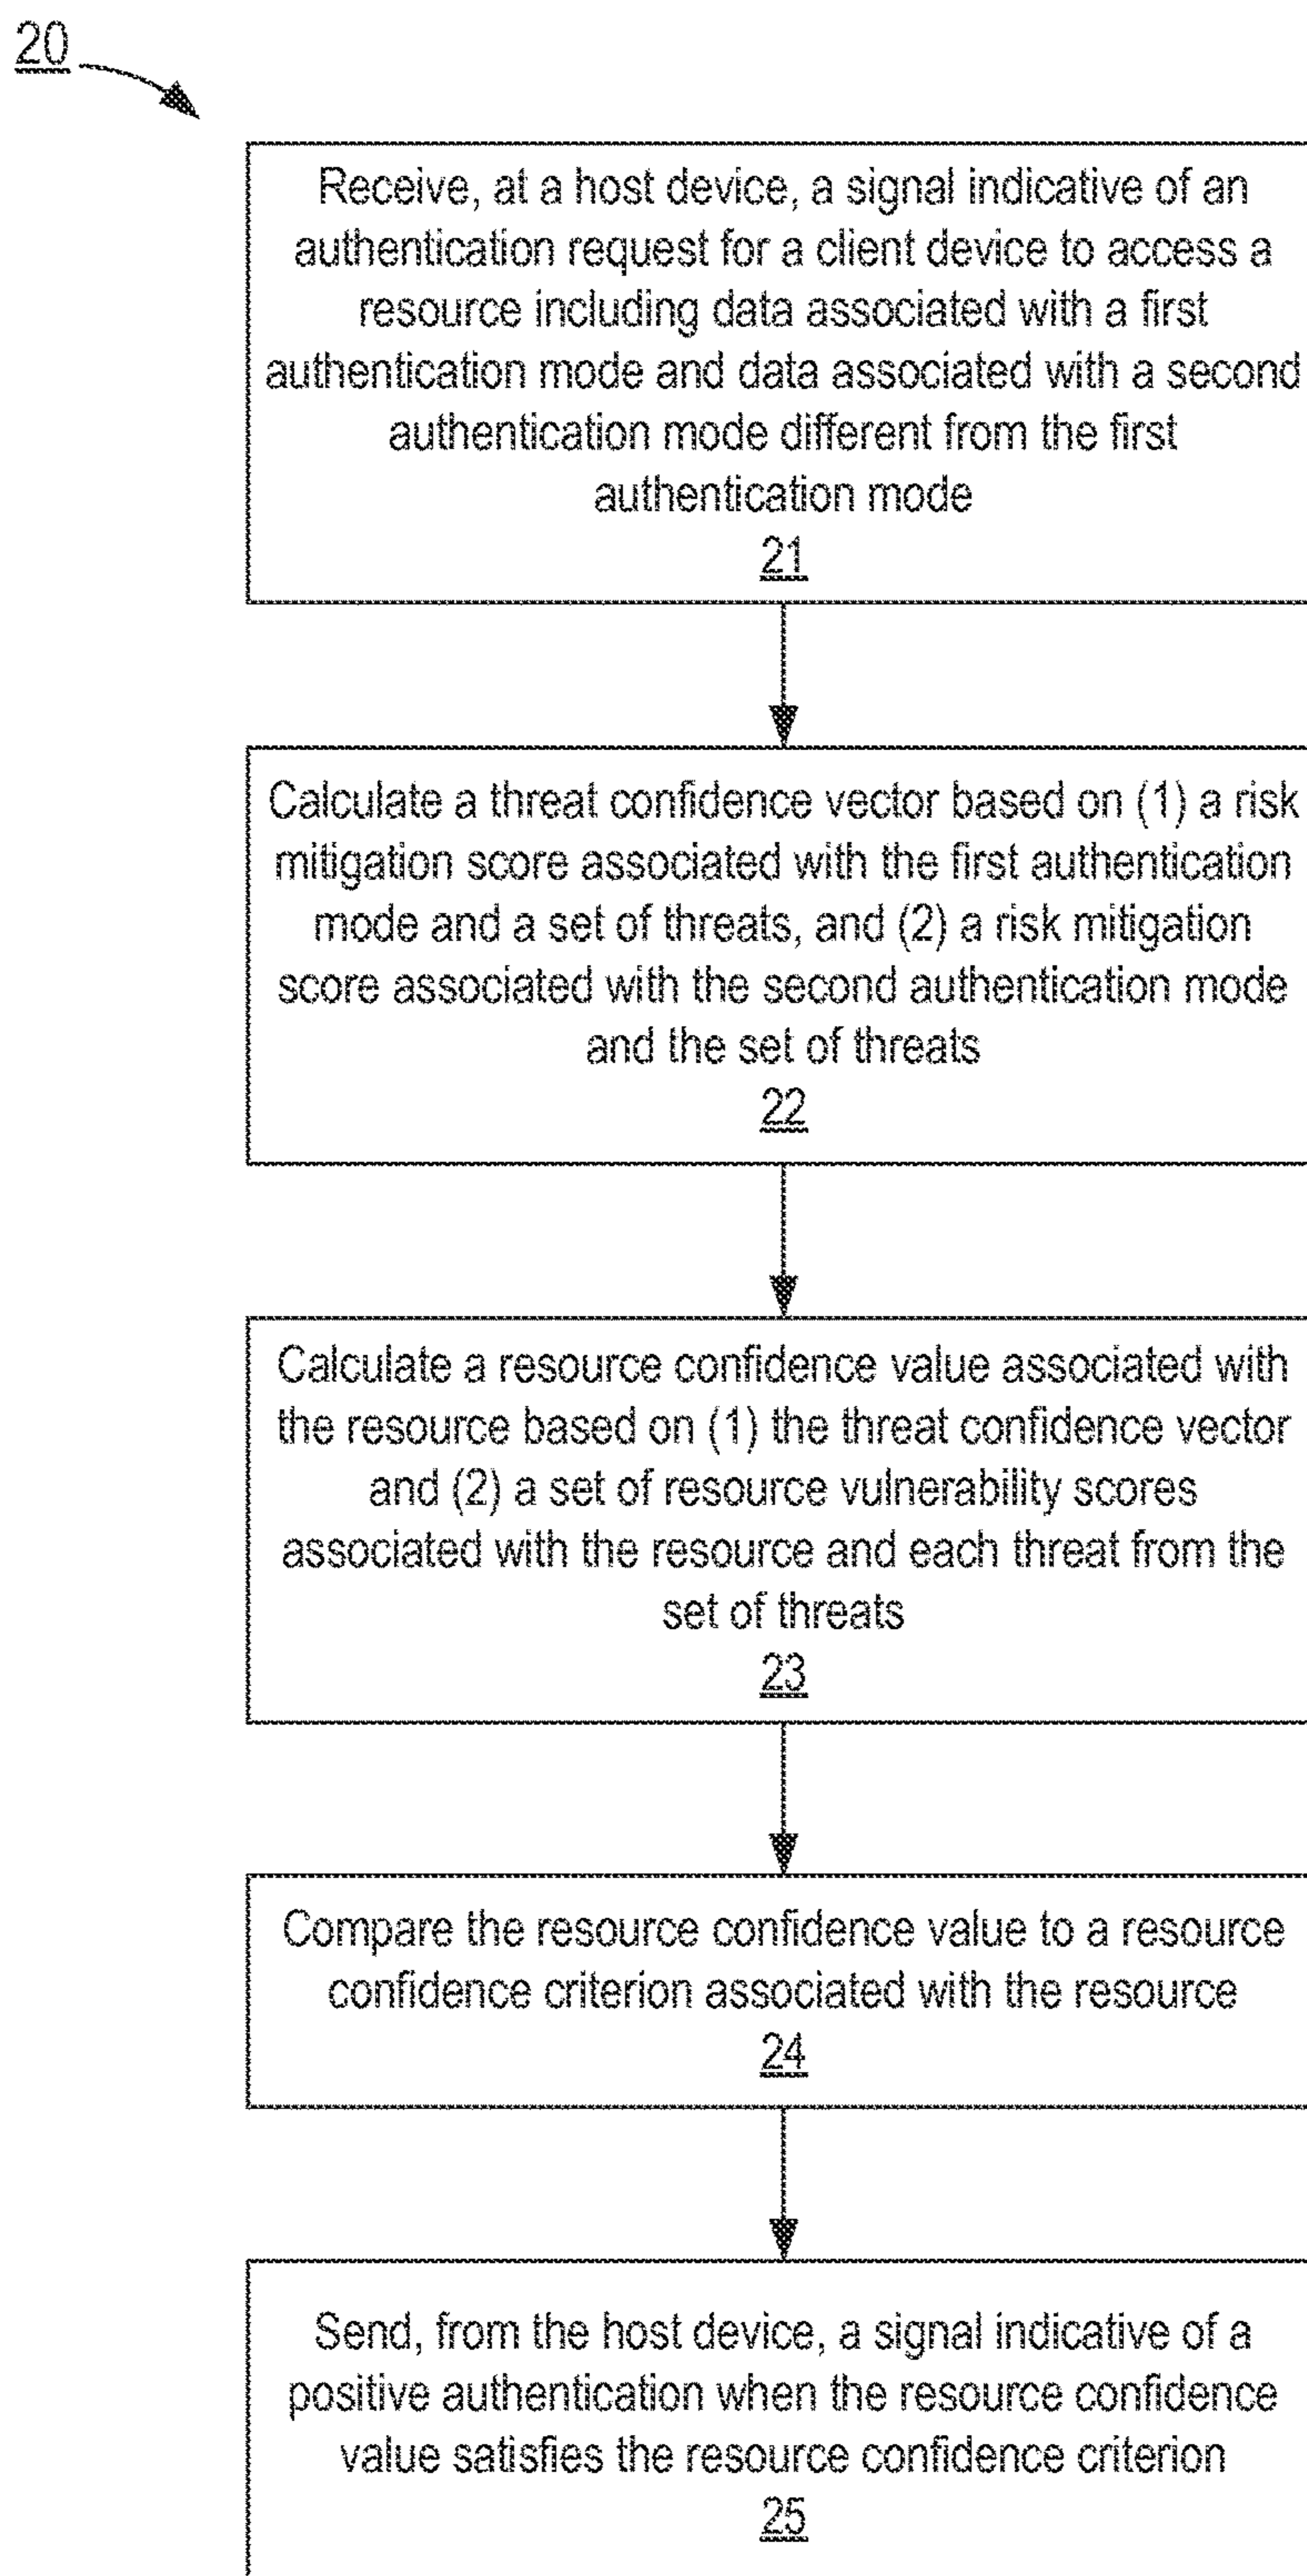 20
Receive, at a host device, a signal indicative of an
authentication request for a client device to access a
resource including data associated with a first
authentication mode and data associated with a second
authentication mode different from the first
authentication mode
21
Calculate a threat confidence vector based on (1) a risk
mitigation score associated with the first authentication
mode and a set of threats, and (2) a risk mitigation
score associated with the second authentication mode
and the set of threats
22
Calculate a resource confidence value associated with
the resource based on (1) the threat confidence vector
and (2) a set of resource vulnerability scores
associated with the resource and each threat from the
set of threats
23
Compare the resource confidence value to a resource
confidence criterion associated with the resource
24
Send, from the host device, a signal indicative of a
positive authentication when the resource confidence
value satisfies the resource confidence criterion
25